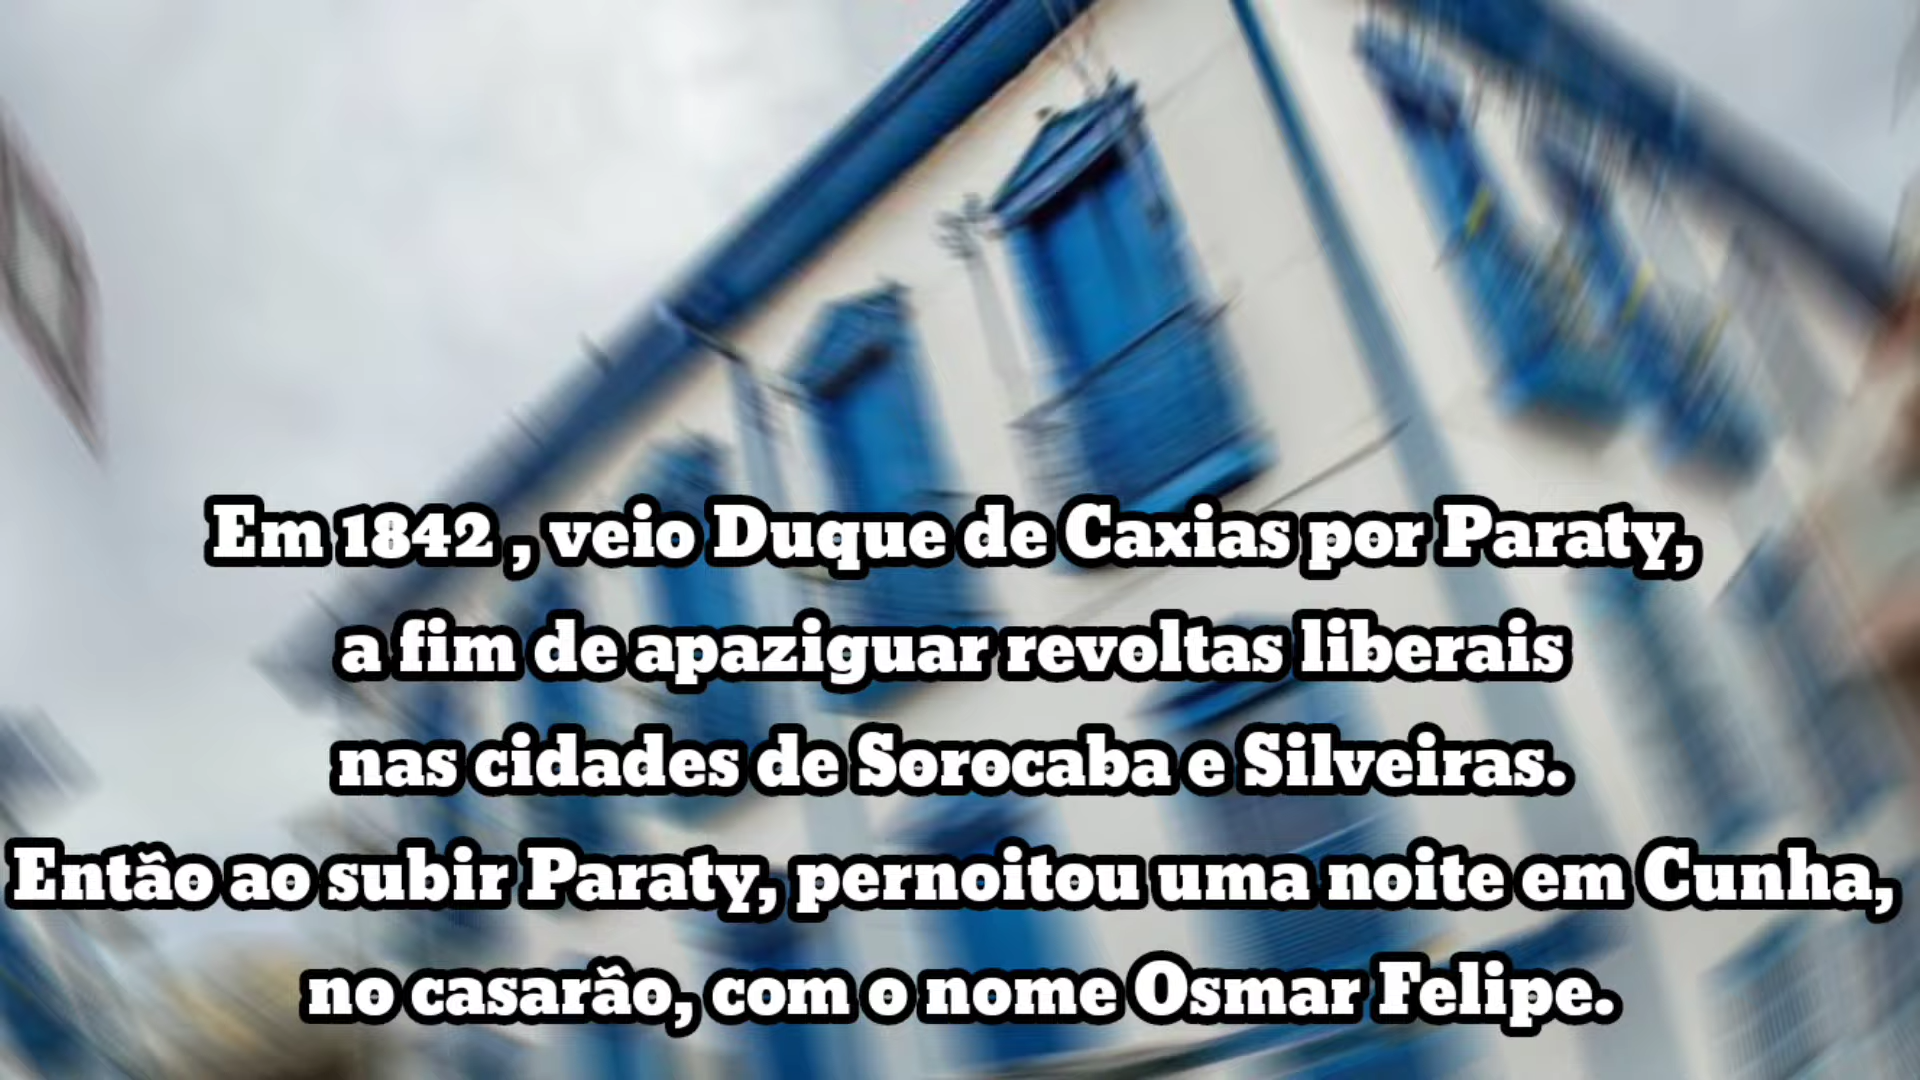 Em 1842 , veio Duque de Caxias por Paraty,
a fim de apaziguar revoltas liberais
nas cidades de Sorocaba e Silveiras.
Então ao subir Paraty, pernoitou uma noite em Cunha,
no casarão, com o nome Osmar Felipe.